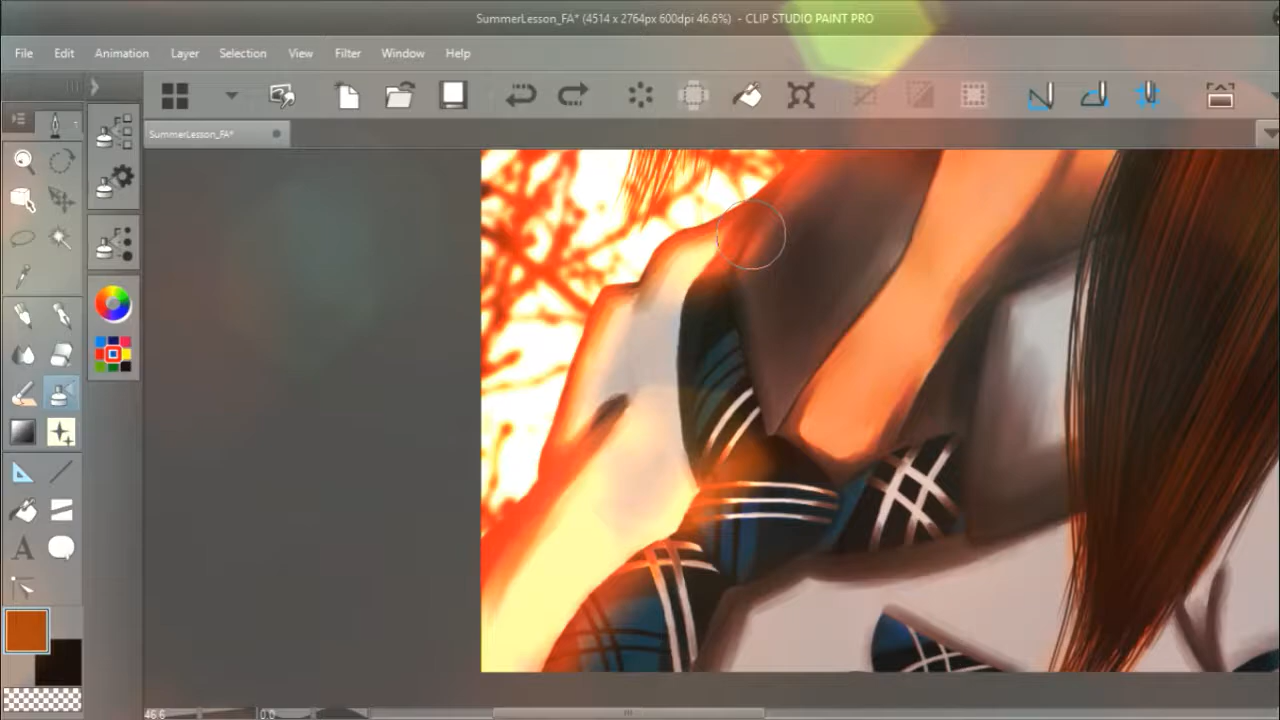 SummerLesson_FA* (4514 x 2764px 600dpi 46.6%) - CLIP STUDIO PAINT PRO
File Edit Animation Layer Selection View Filter Window Help
SummerLesson_FA*
A
46.6 0.0